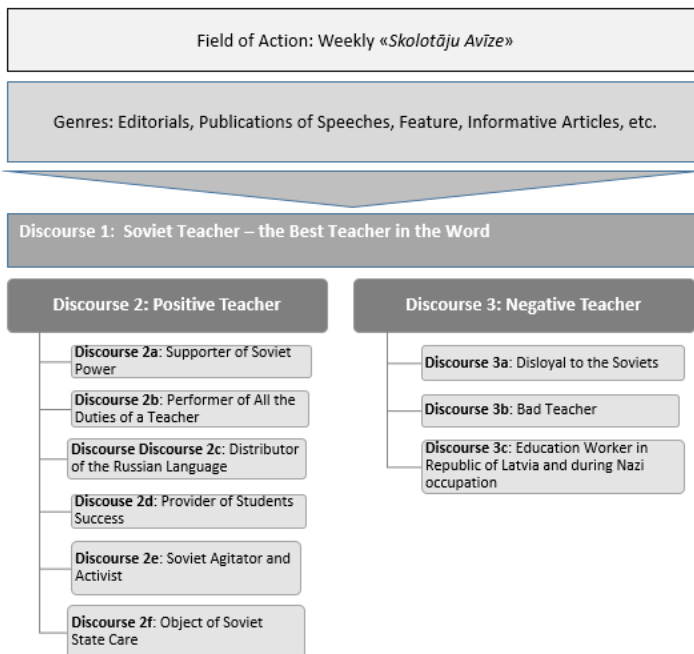 Field of Action: Weekly «Skolotāju Avīze»
Genres: Editorials, Publications of Speeches, Feature, Informative Articles, etc.
Discourse 1: Soviet Teacher – the Best Teacher in the Word
Discourse 2: Positive Teacher
Discourse 2a: Supporter of Soviet
Power
Discourse 2b: Performer of All the
Duties of a Teacher
Discourse Discourse 2c: Distributor
of the Russian Language
Discouse 2d: Provider of Students
Success
Discourse 2e: Soviet Agitator and
Activist
Discourse 2f: Object of Soviet
State Care
Discourse 3: Negative Teacher
Discourse 3a: Disloyal to the Soviets
Discourse 3b: Bad Teacher
Discourse 3c: Education Worker in
Republic of Latvia and during Nazi
occupation